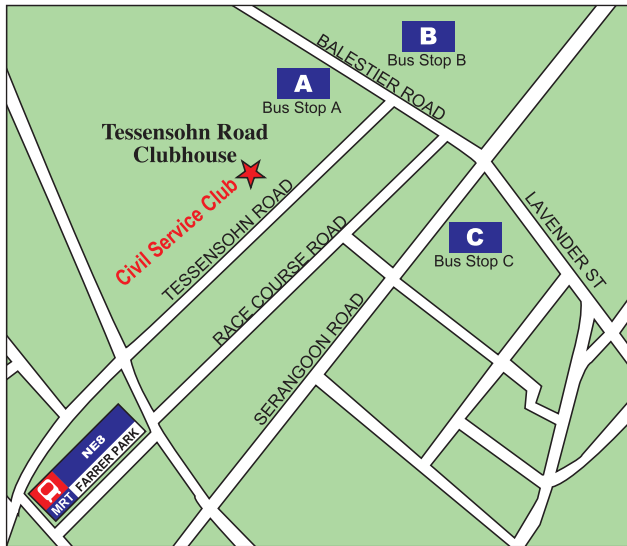 B
Bus Stop B
BALESTIER ROAD
A
Bus Stop A
Tessensohn Road
Clubhouse
Civil Service Club
TESSENSOHN ROAD
RACE COURSE ROAD
LAVENDER ST
C
Bus Stop C
SERANGOON ROAD
NE8
MRT FARRER PARK